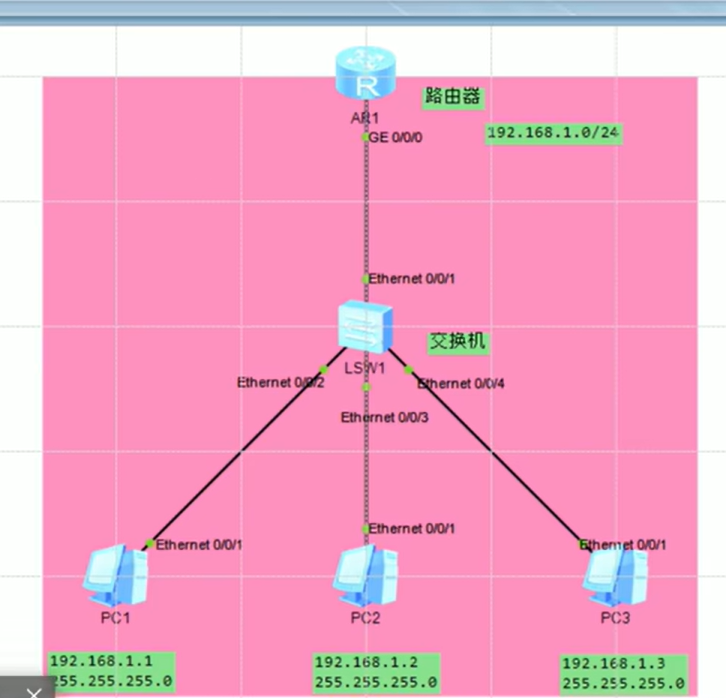 R
路由器
AR1
GE 0/0/0
192.168.1.0/24
Ethernet 0/0/1
交换机
LSW1
Ethernet 0/0/2
Ethernet 0/0/4
Ethernet 0/0/3
Ethernet 0/0/1
Ethernet 0/0/1
Ethernet 0/0/1
PC1
PC2
PC3
192.168.1.1
255.255.255.0
192.168.1.2
255.255.255.0
192.168.1.3
255.255.255.0